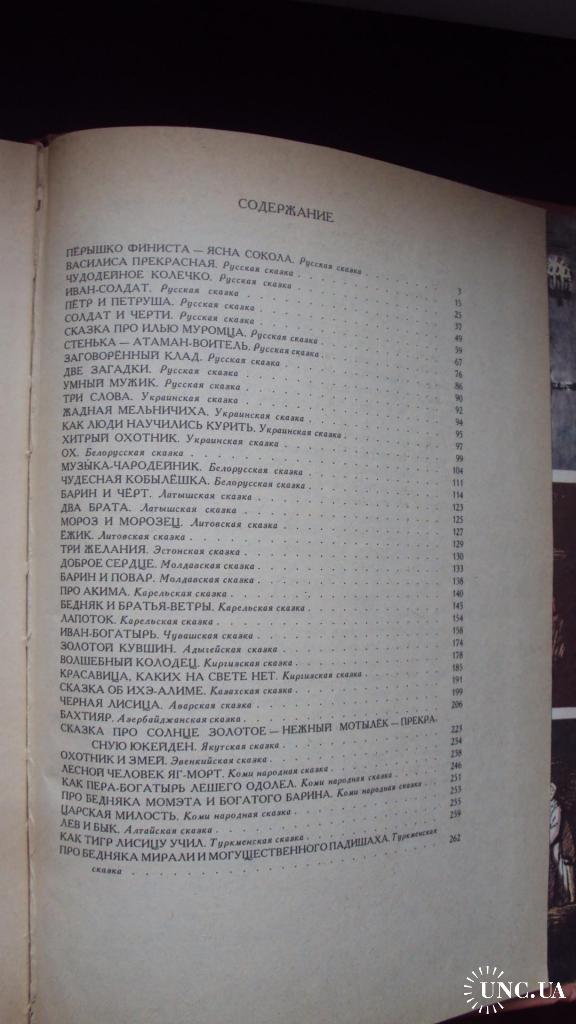 СОДЕРЖАНИЕ
ПЁРЫШКО ФИНИСТА — ЯСНА СОКОЛА. Русская сказка
ВАСИЛИСА ПРЕКРАСНАЯ. Русская сказка . . . 3
ЧУДОДЕЙНОЕ КОЛЕЧКО. Русская сказка . . . 15
ИВАН-СОЛДАТ. Русская сказка . . . 25
ПЁТР И ПЕТРУША. Русская сказка . . . 37
СОЛДАТ И ЧЕРТИ. Русская сказка . . . 49
СКАЗКА ПРО ИЛЬЮ МУРОМЦА. Русская сказка . . . 59
СТЕНЬКА — АТАМАН-ВОИТЕЛЬ. Русская сказка . . . 67
ЗАГОВОРЁННЫЙ КЛАД. Русская сказка . . . 76
ДВЕ ЗАГАДКИ. Русская сказка . . . 86
УМНЫЙ МУЖИК. Русская сказка . . . 90
ТРИ СЛОВА. Украинская сказка . . . 92
ЖАДНАЯ МЕЛЬНИЧИХА. Украинская сказка . . . 94
КАК ЛЮДИ НАУЧИЛИСЬ КУРИТЬ. Украинская сказка . . . 95
ХИТРЫЙ ОХОТНИК. Украинская сказка . . . 97
ОХ. Белорусская сказка . . . 99
МУЗЫКА-ЧАРОДЕЙНИК. Белорусская сказка . . . 104
ЧУДЕСНАЯ КОБЫЛЁШКА. Белорусская сказка . . . 111
БАРИН И ЧЁРТ. Латышская сказка . . . 114
ДВА БРАТА. Латышская сказка . . . 123
МОРОЗ И МОРОЗЕЦ. Литовская сказка . . . 125
ЁЖИК. Литовская сказка . . . 127
ТРИ ЖЕЛАНИЯ. Эстонская сказка . . . 129
ДОБРОЕ СЕРДЦЕ. Молдавская сказка . . . 130
БАРИН И ПОВАР. Молдавская сказка . . . 133
ПРО АКИМА. Карельская сказка . . . 138
БЕДНЯК И БРАТЬЯ-ВЕТРЫ. Карельская сказка . . . 140
ЛАПОТОК. Карельская сказка . . . 145
ИВАН-БОГАТЫРЬ. Чувашская сказка . . . 154
ЗОЛОТОЙ КУВШИН. Адыгейская сказка . . . 158
ВОЛШЕБНЫЙ КОЛОДЕЦ. Киргизская сказка . . . 174
КРАСАВИЦА, КАКИХ НА СВЕТЕ НЕТ. Киргизская сказка . . . 178
СКАЗКА ОБ ИХЭ-АЛИМЕ. Казахская сказка . . . 185
ЧЕРНАЯ ЛИСИЦА. Аварская сказка . . . 191
БАХТИЯР. Азербайджанская сказка . . . 199
СКАЗКА ПРО СОЛНЦЕ ЗОЛОТОЕ — НЕЖНЫЙ МОТЫЛЁК — ПРЕКРА- 206
СНУЮ ЮКЕЙДЕН. Якутская сказка . . . 223
ОХОТНИК И ЗМЕЙ. Эвенкийская сказка . . . 234
ЛЕСНОЙ ЧЕЛОВЕК ЯГ-МОРТ. Коми народная сказка . . . 238
КАК ПЕРА-БОГАТЫРЬ ЛЕШЕГО ОДОЛЕЛ. Коми народная сказка . . . 246
ПРО БЕДНЯКА МОМЭТА И БОГАТОГО БАРИНА. Коми народная сказка . . . 251
ЦАРСКАЯ МИЛОСТЬ. Коми народная сказка . . . 253
ЛЕВ И БЫК. Алтайская сказка . . . 255
КАК ТИГР ЛИСИЦУ УЧИЛ. Туркменская сказка . . . 259
ПРО БЕДНЯКА МИРАЛИ И МОГУЩЕСТВЕННОГО ПАДИШАХА. Туркменская
сказка . . . 262
UNC.UA